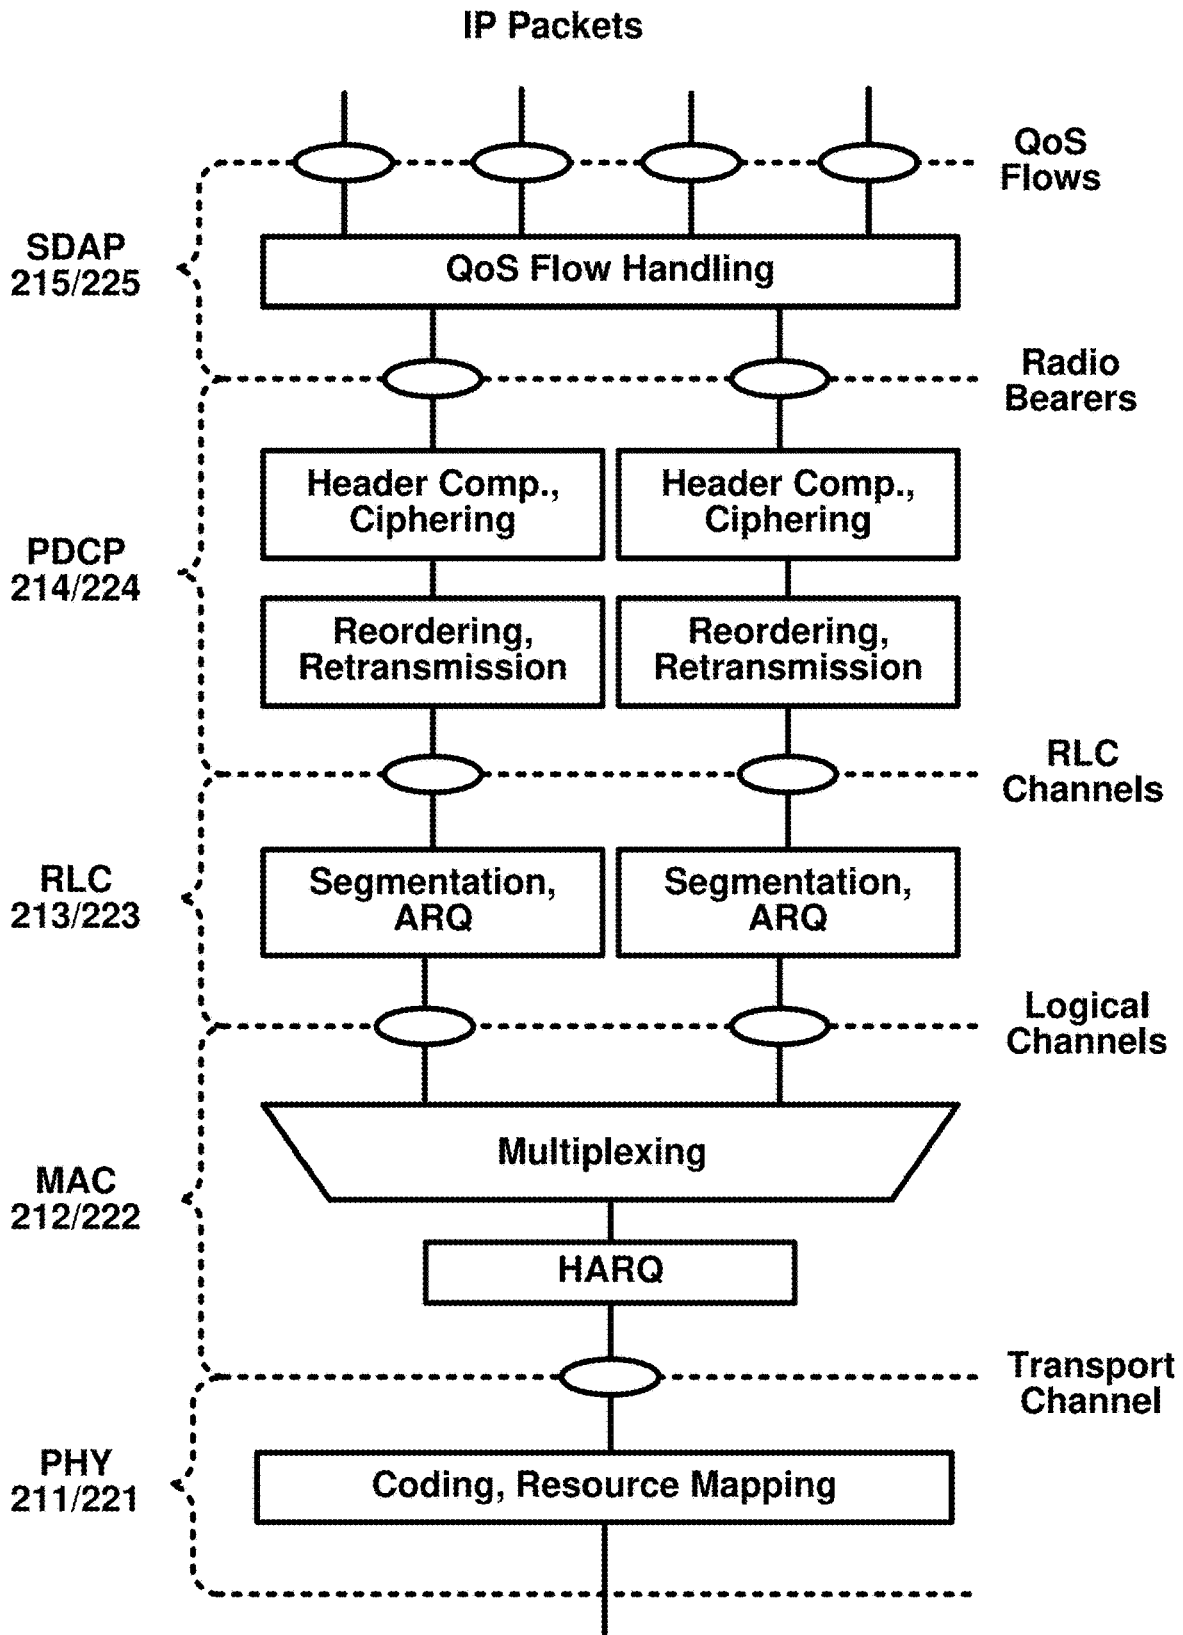 IP Packets
QoS
Flows
SDAP
215/225
QoS Flow Handling
Radio
Bearers
Header Comp.,
Ciphering
Header Comp.,
Ciphering
PDCP
214/224
Reordering,
Retransmission
Reordering,
Retransmission
RLC
Channels
RLC
213/223
Segmentation,
ARQ
Segmentation,
ARQ
Logical
Channels
Multiplexing
MAC
212/222
HARQ
Transport
Channel
PHY
211/221
Coding, Resource Mapping